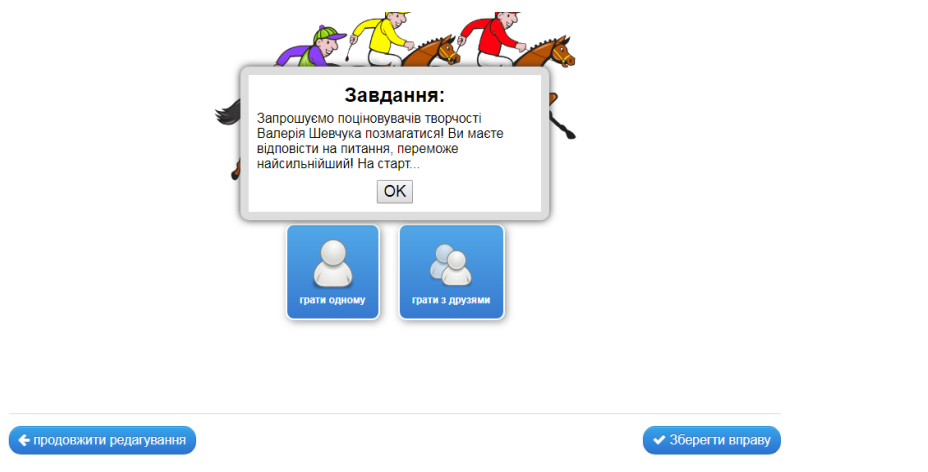 Завдання:
Запрошуємо поціновувачів творчості
Валерія Шевчука позмагатися! Ви маєте
відповісти на питання, переможе
найсильнійший! На старт...
OK
грати одному
грати з друзями
продовжити редагування
Зберегти вправу